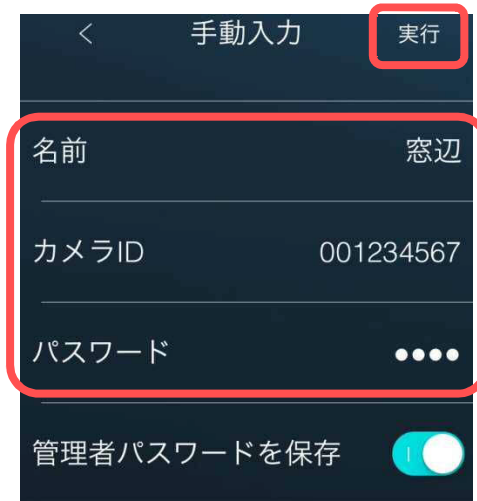 < 手動入力 実行
名前 窓辺
カメラID 001234567
パスワード ●●●●
管理者パスワードを保存